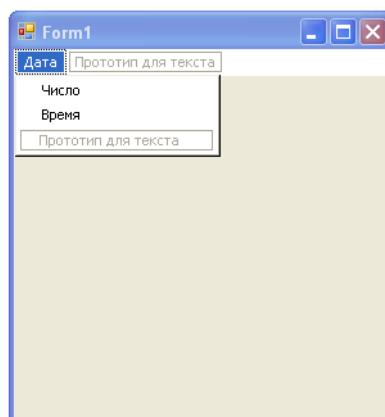 Form1
Дата Прототип для текста
Число
Время
Прототип для текста